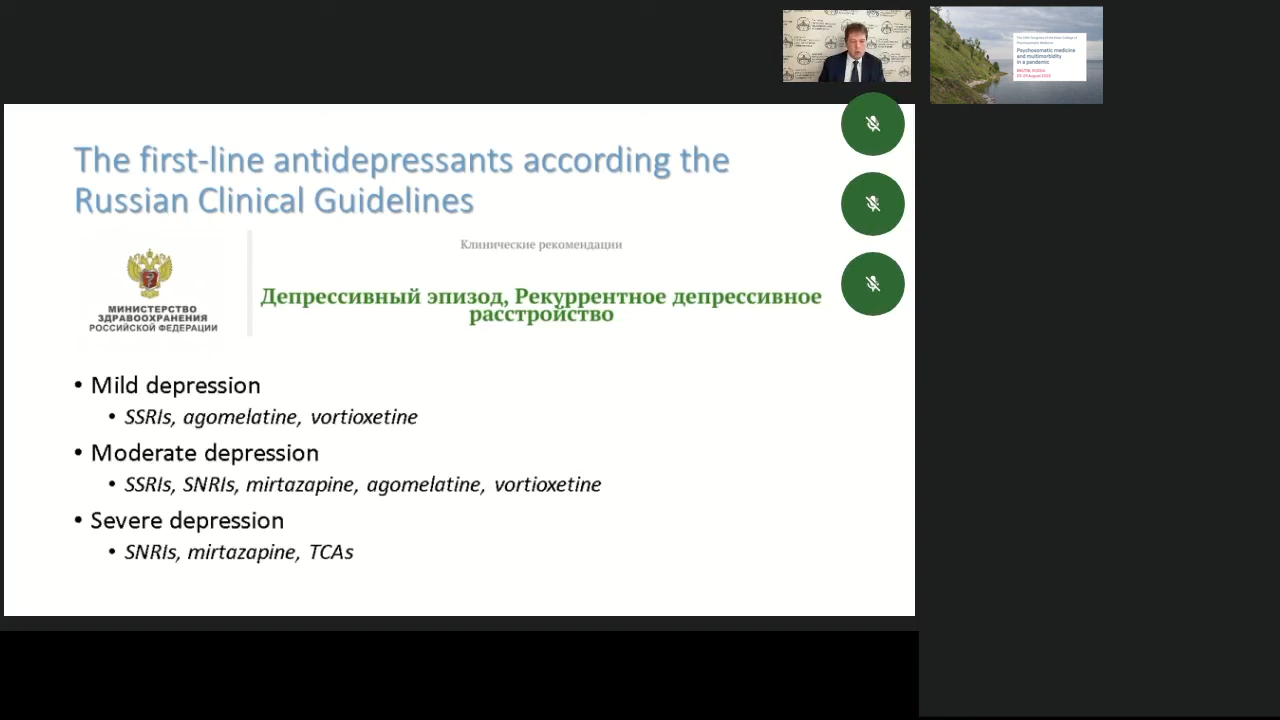 Psychosomatic medicine
and multimorbidity
in a pandemic
The first-line antidepressants according the
Russian Clinical Guidelines
МИНИСТЕРСТВО
ЗДРАВООХРАНЕНИЯ
РОССИЙСКОЙ ФЕДЕРАЦИИ
Клинические рекомендации
Депрессивный эпизод, Рекуррентное депрессивное
расстройство
• Mild depression
• SSRIs, agomelatine, vortioxetine
• Moderate depression
• SSRIs, SNRIs, mirtazapine, agomelatine, vortioxetine
• Severe depression
• SNRIs, mirtazapine, TCAs